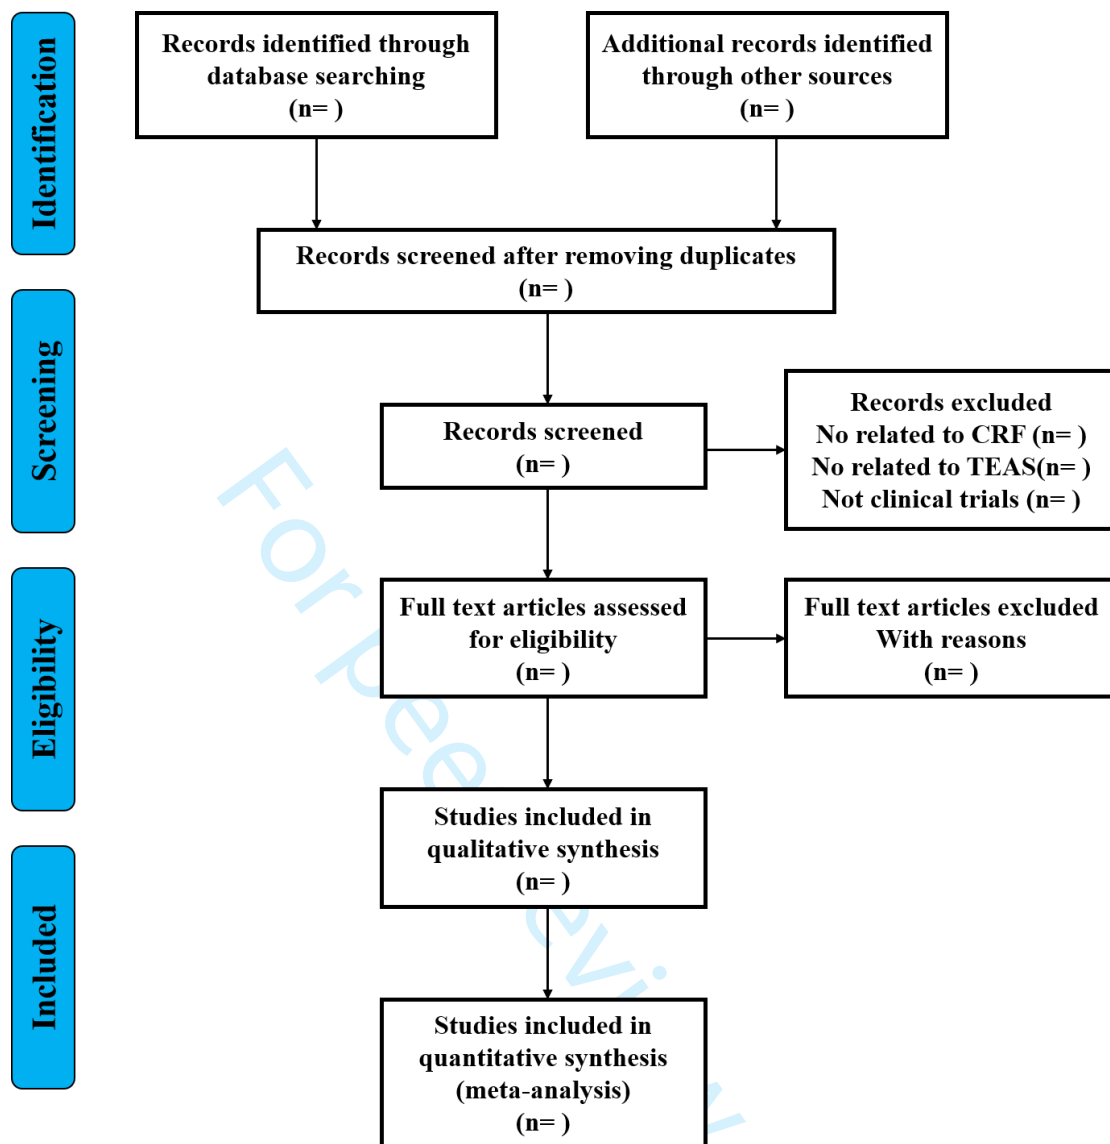 Identification
Records identified through
database searching
(n= )
Additional records identified
through other sources
(n= )
Records screened after removing duplicates
(n= )
Screening
Records screened
(n= )
Records excluded
No related to CRF (n= )
No related to TEAS(n= )
Not clinical trials (n= )
Eligibility
Full text articles assessed
for eligibility
(n= )
Full text articles excluded
With reasons
(n= )
Studies included in
qualitative synthesis
(n= )
Included
Studies included in
quantitative synthesis
(meta-analysis)
(n= )
For peer review